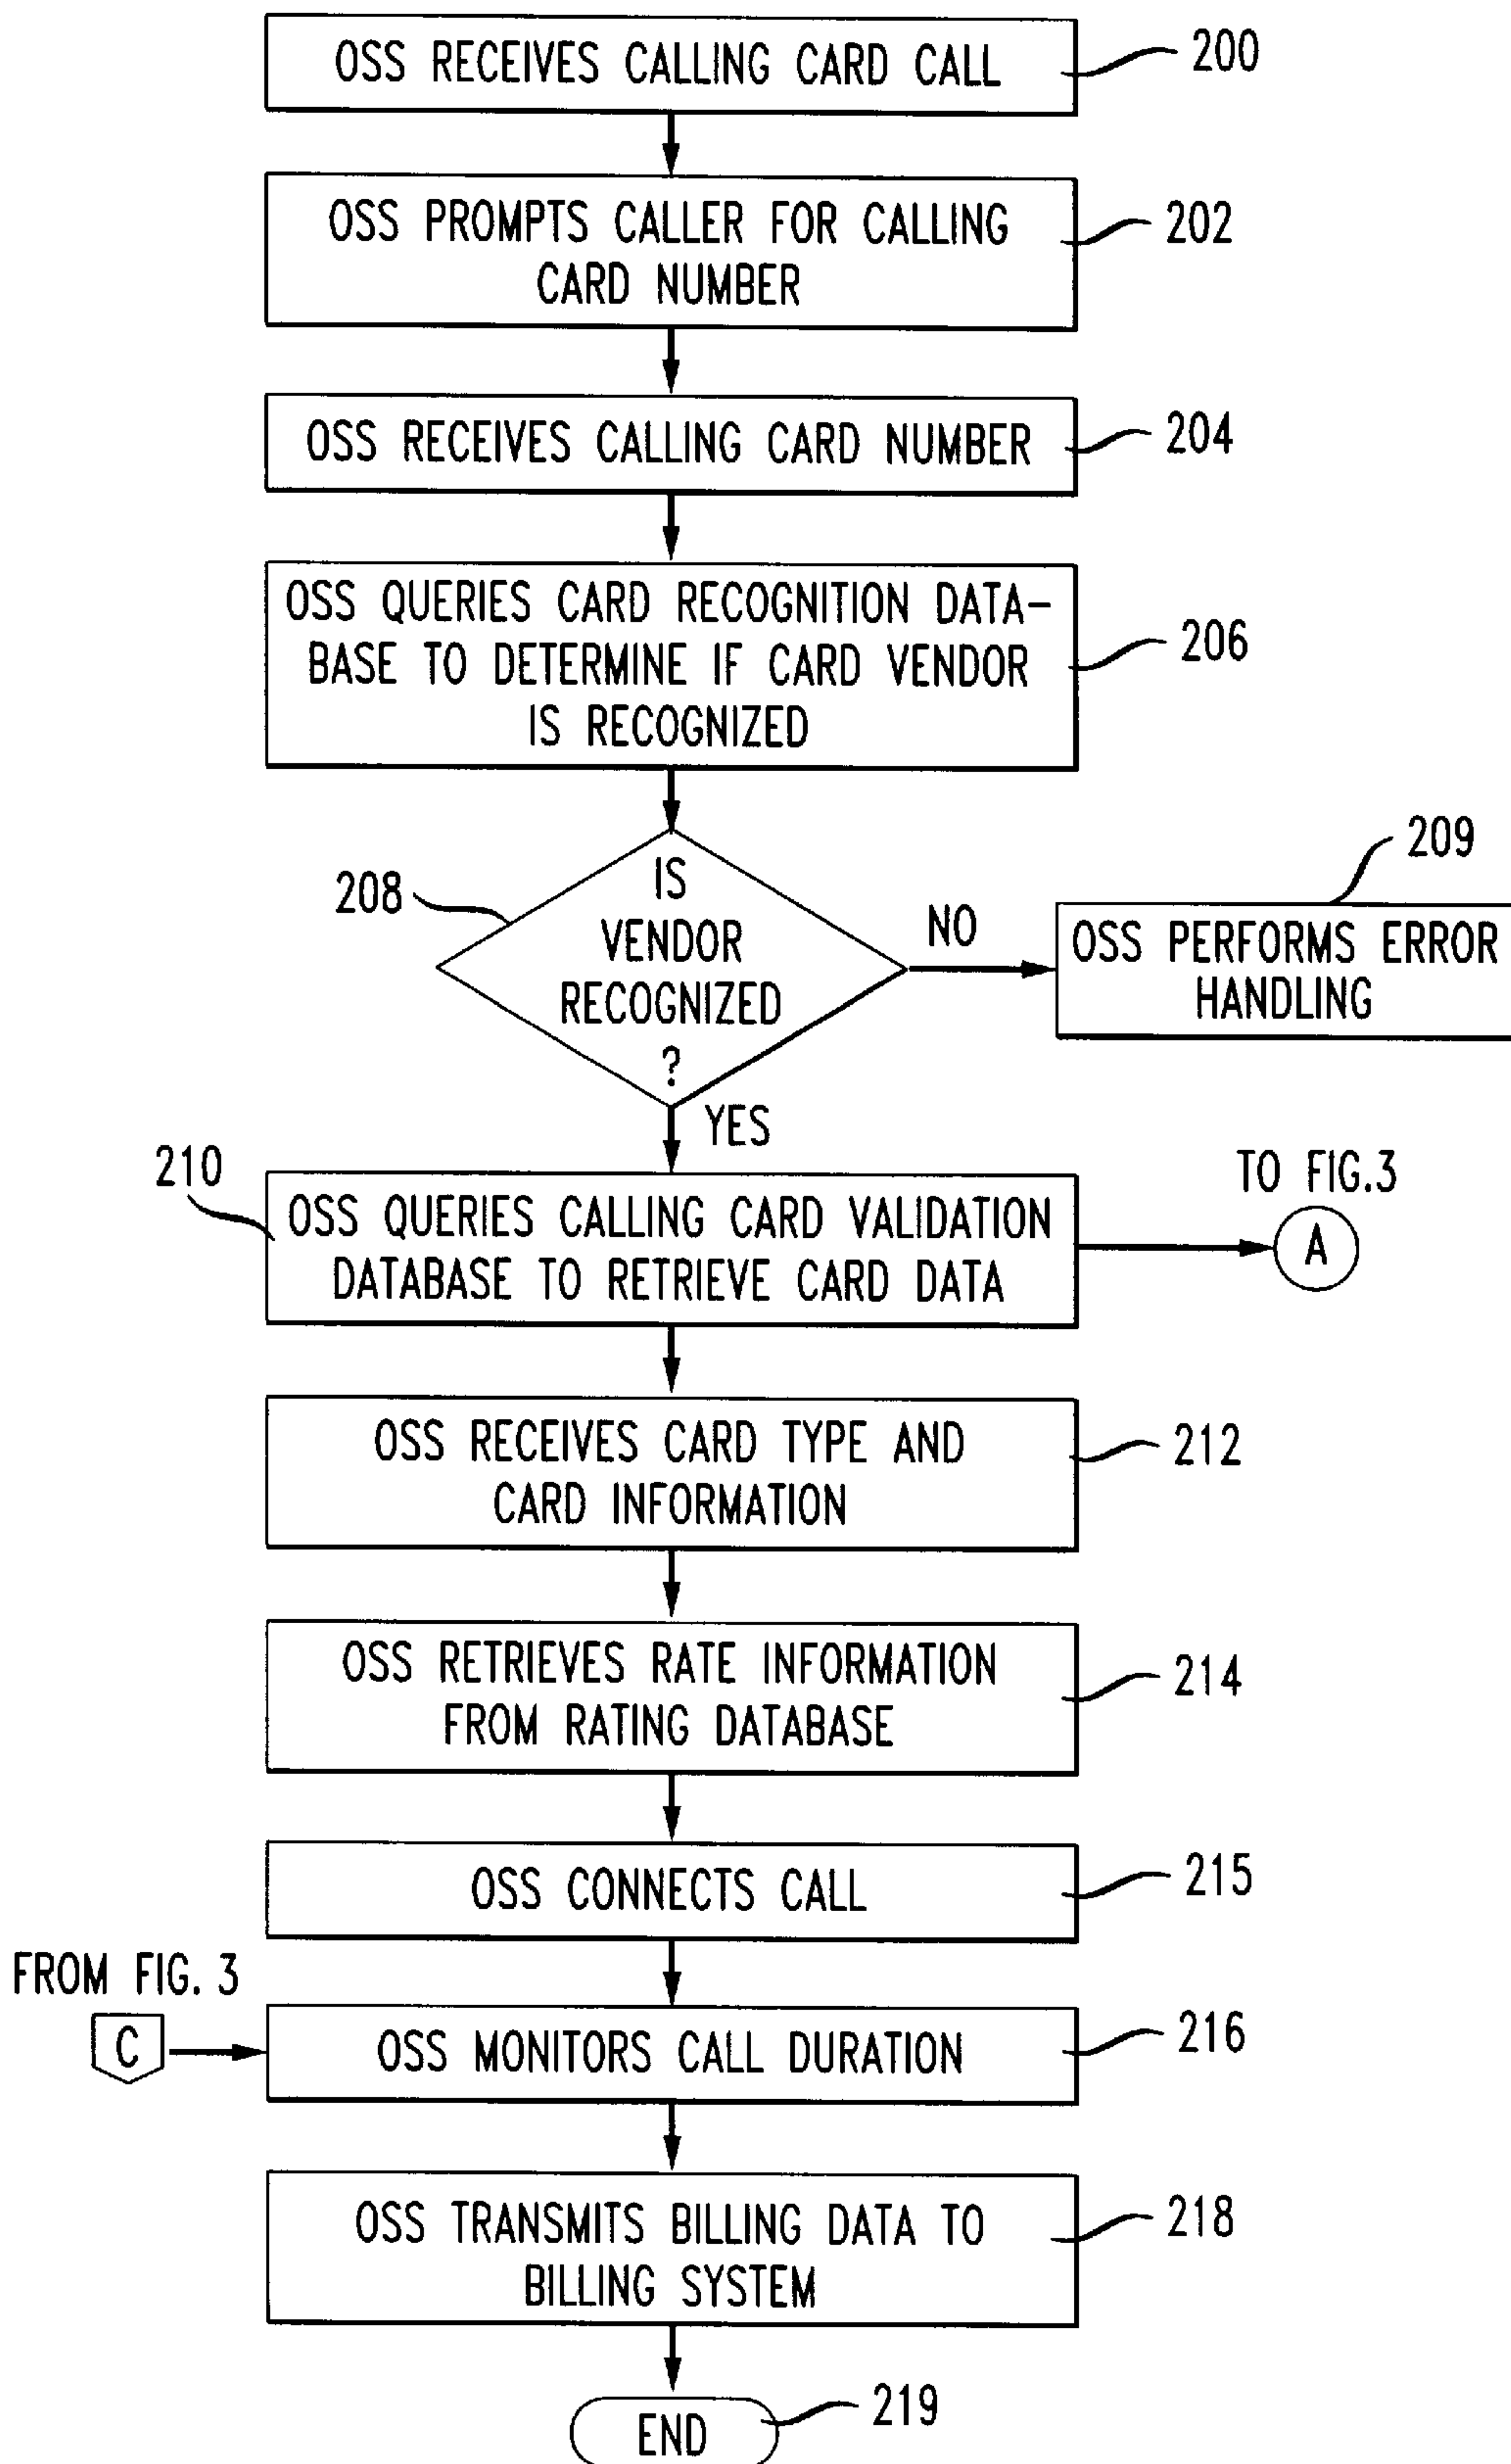 OSS RECEIVES CALLING CARD CALL
200
OSS PROMPTS CALLER FOR CALLING
CARD NUMBER
202
OSS RECEIVES CALLING CARD NUMBER
204
OSS QUERIES CARD RECOGNITION DATA-
BASE TO DETERMINE IF CARD VENDOR
IS RECOGNIZED
206
208
IS
VENDOR
RECOGNIZED
?
NO
209
OSS PERFORMS ERROR
HANDLING
YES
210
OSS QUERIES CALLING CARD VALIDATION
DATABASE TO RETRIEVE CARD DATA
TO FIG.3
A
OSS RECEIVES CARD TYPE AND
CARD INFORMATION
212
OSS RETRIEVES RATE INFORMATION
FROM RATING DATABASE
214
OSS CONNECTS CALL
215
FROM FIG. 3
C
OSS MONITORS CALL DURATION
216
OSS TRANSMITS BILLING DATA TO
BILLING SYSTEM
218
END
219